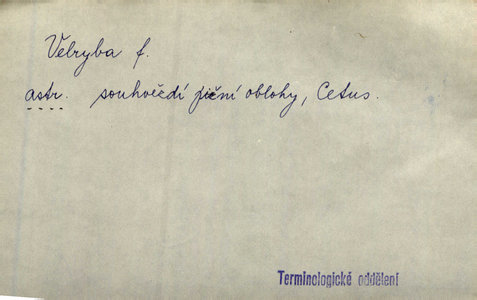 Velryba f.
astr. souhvězdí jižní oblohy, Cetus.
Terminologické oddělení